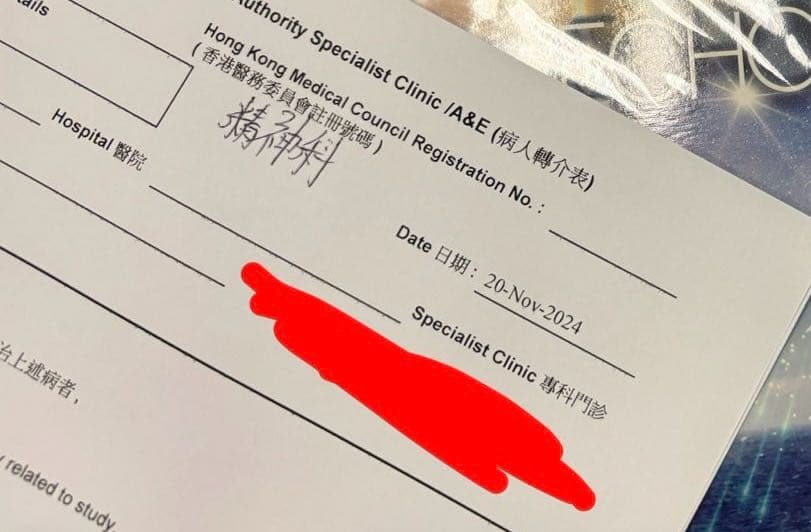 tails
Authority Specialist Clinic /A&E (病人轉介表)
Hong Kong Medical Council Registration No. :
(香港醫務委員會註冊號碼)
Hospital 醫院
精神科
Date 日期 : 20-Nov-2024
Specialist Clinic 專科門診
治上述病者,
related to study
ECHO